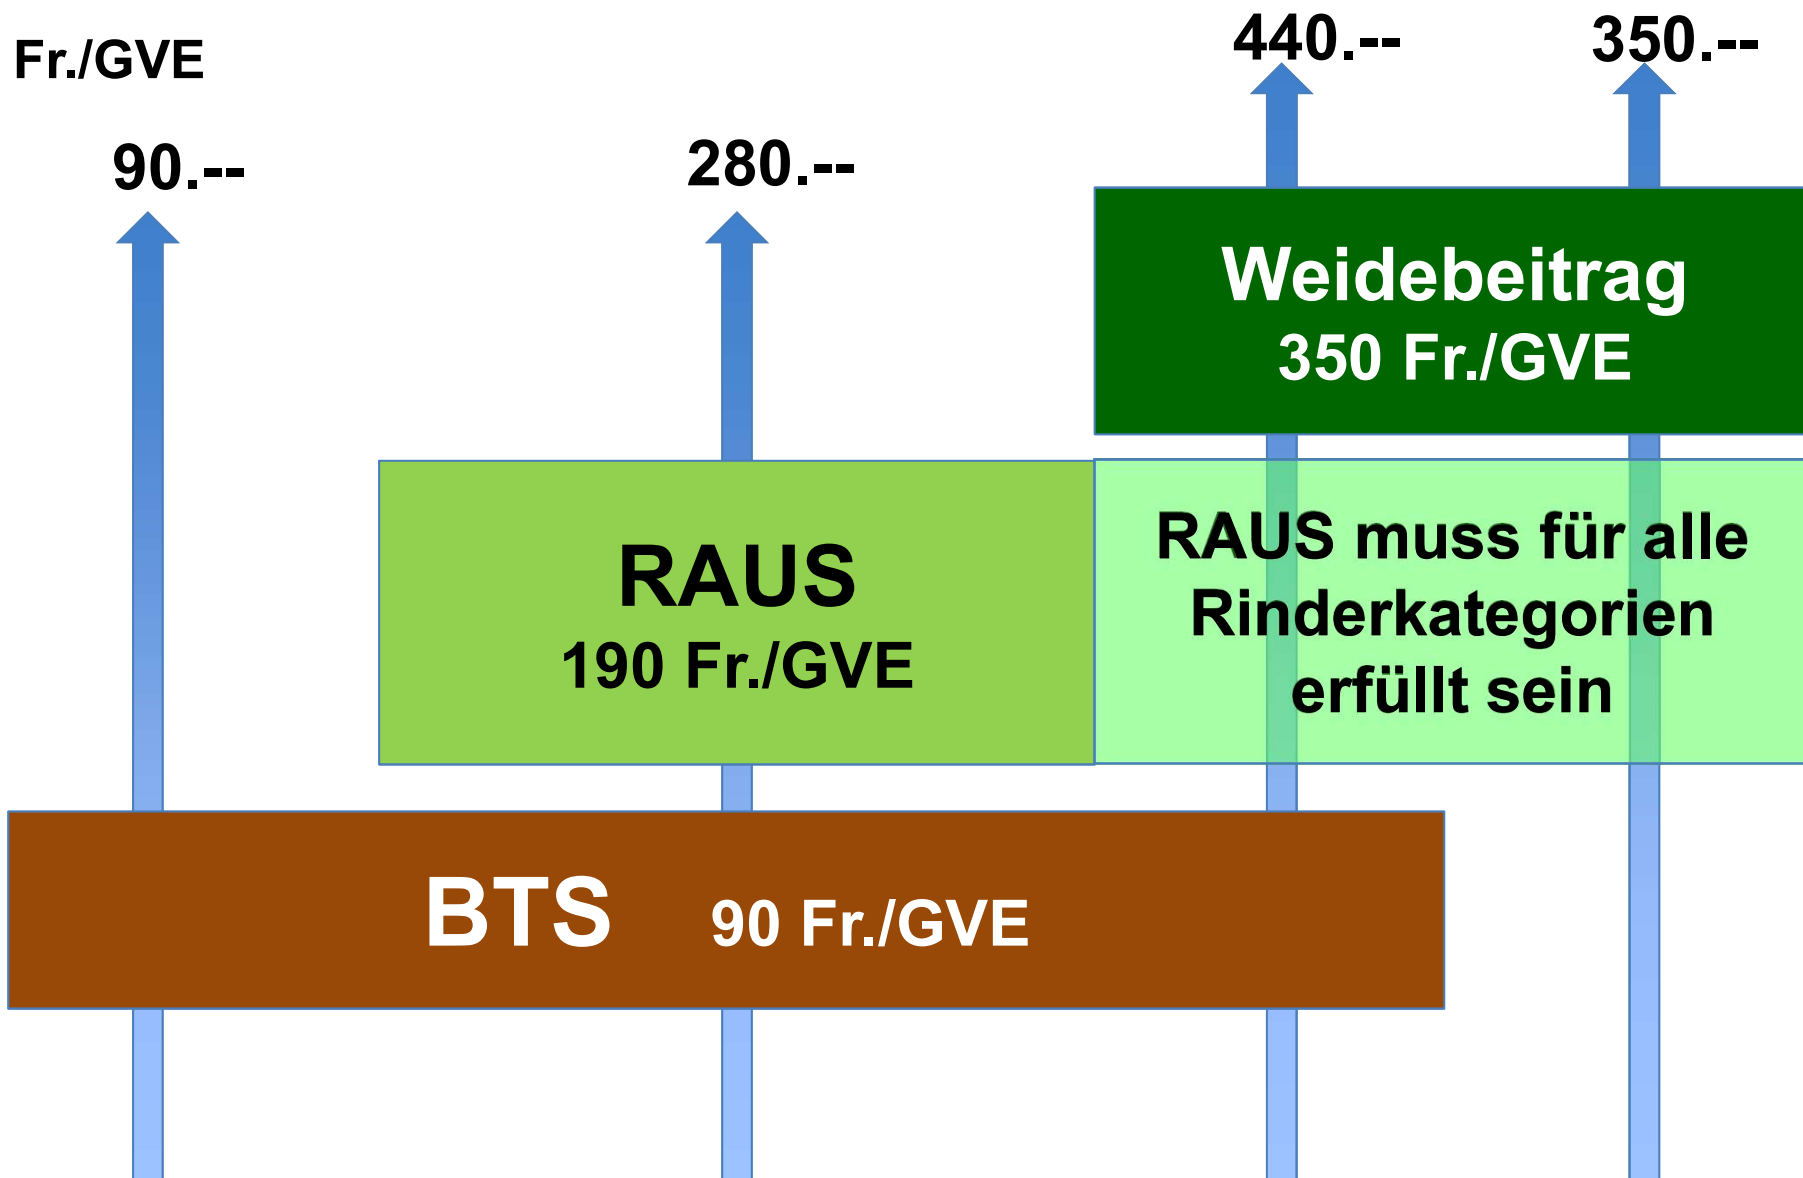 Fr./GVE
90.--
280.--
440.--
350.--
Weidebeitrag
350 Fr./GVE
RAUS
190 Fr./GVE
RAUS muss für alle
Rinderkategorien
erfüllt sein
BTS 90 Fr./GVE